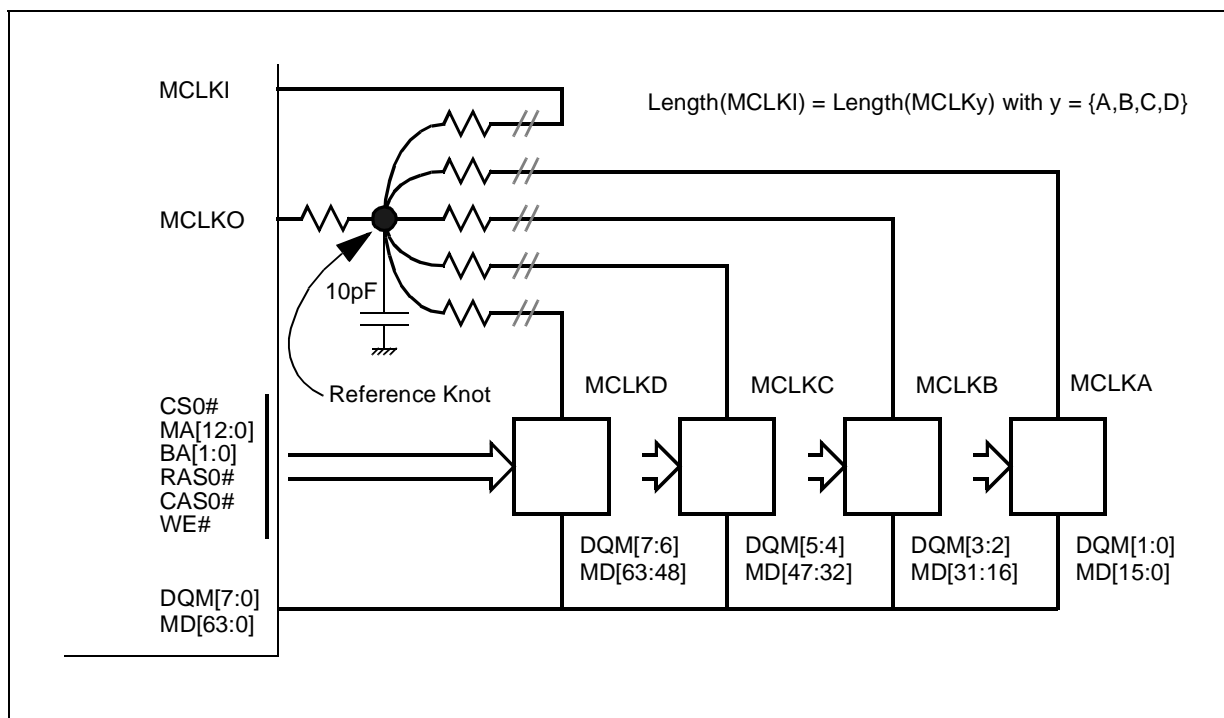 MCLKI
Length(MCLKI) = Length(MCLKy) with y = {A,B,C,D}
MCLKO
10pF
Reference Knot
MCLKD
MCLKC
MCLKB
MCLKA
CS0#
MA[12:0]
BA[1:0]
RAS0#
CAS0#
WE#
DQM[7:6]
MD[63:48]
DQM[5:4]
MD[47:32]
DQM[3:2]
MD[31:16]
DQM[1:0]
MD[15:0]
DQM[7:0]
MD[63:0]